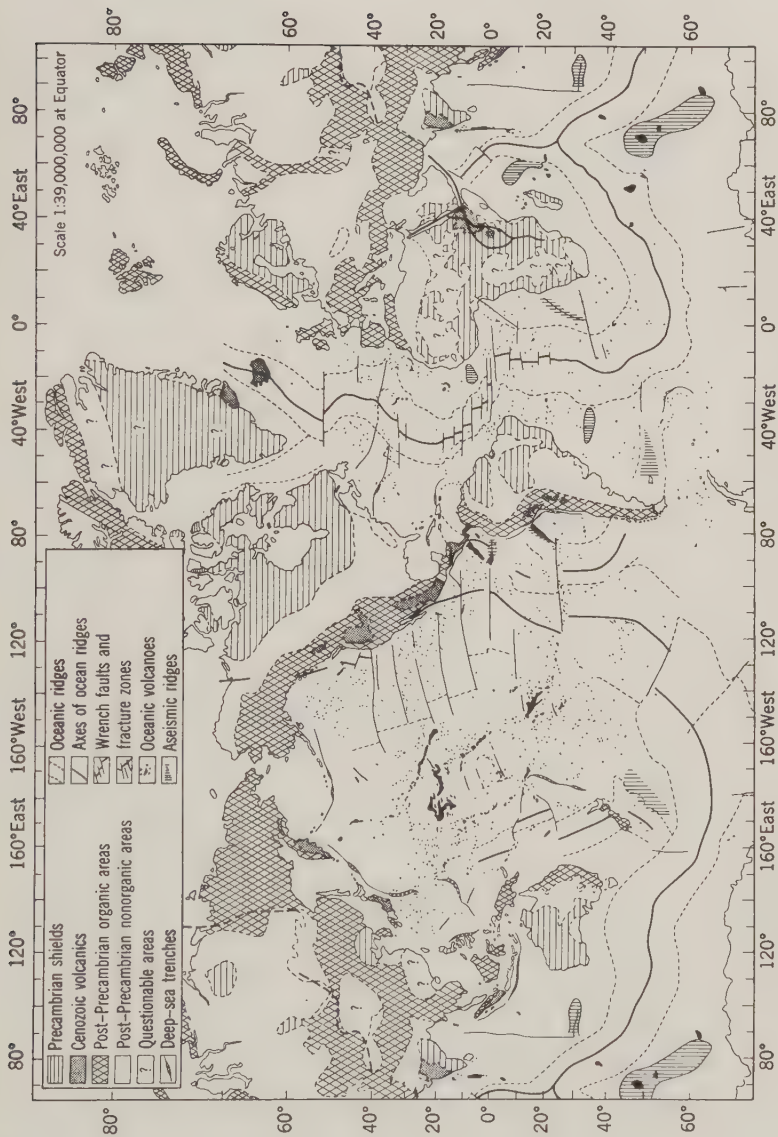 80° 120° 160°East 160°West 120° 80° 40°West 0° 40°East 80°
Precambrian shields
Cenozoic volcanics
Post–Precambrian organic areas
Post–Precambrian nonorganic areas
? Questionable areas
Deep–sea trenches
Oceanic ridges
Axes of ocean ridges
Wrench faults and
fracture zones
Oceanic volcanoes
Aseismic ridges
Scale 1:39,000,000 at Equator
80° 80°
60° 60°
40° 40°
20° 20°
0° 0°
20° 20°
40° 40°
60° 60°
80° 120° 160°East 160°West 120° 80° 40°West 0° 40°East 80°